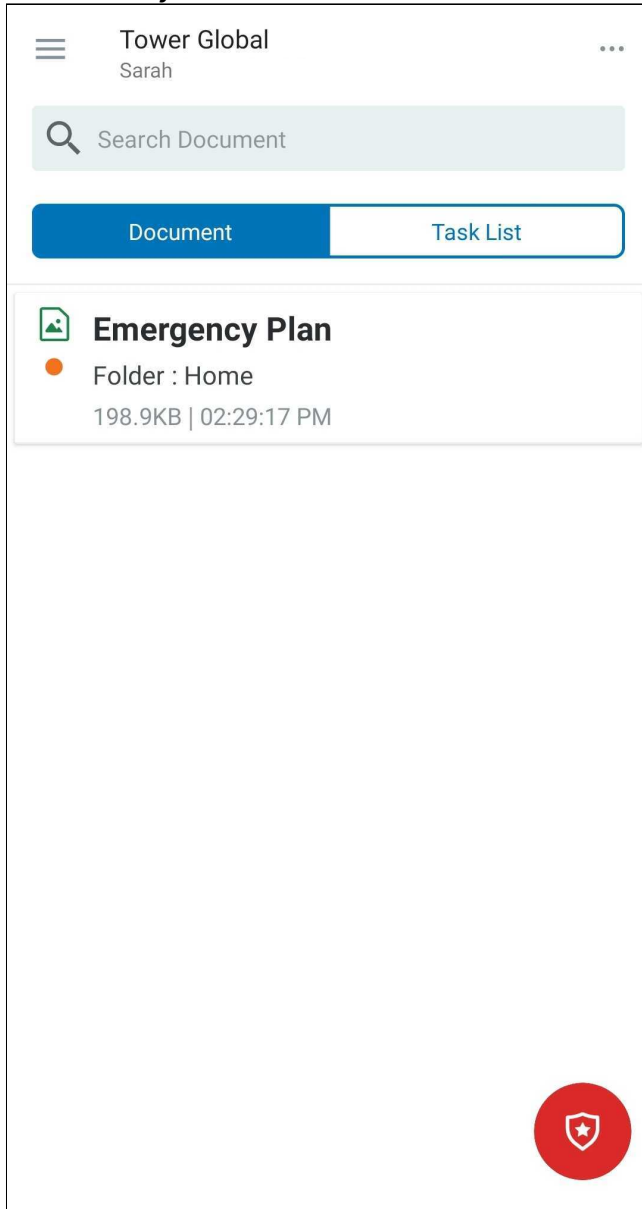 Tower Global
Sarah
Search Document
Document
Task List
Emergency Plan
Folder : Home
198.9KB | 02:29:17 PM